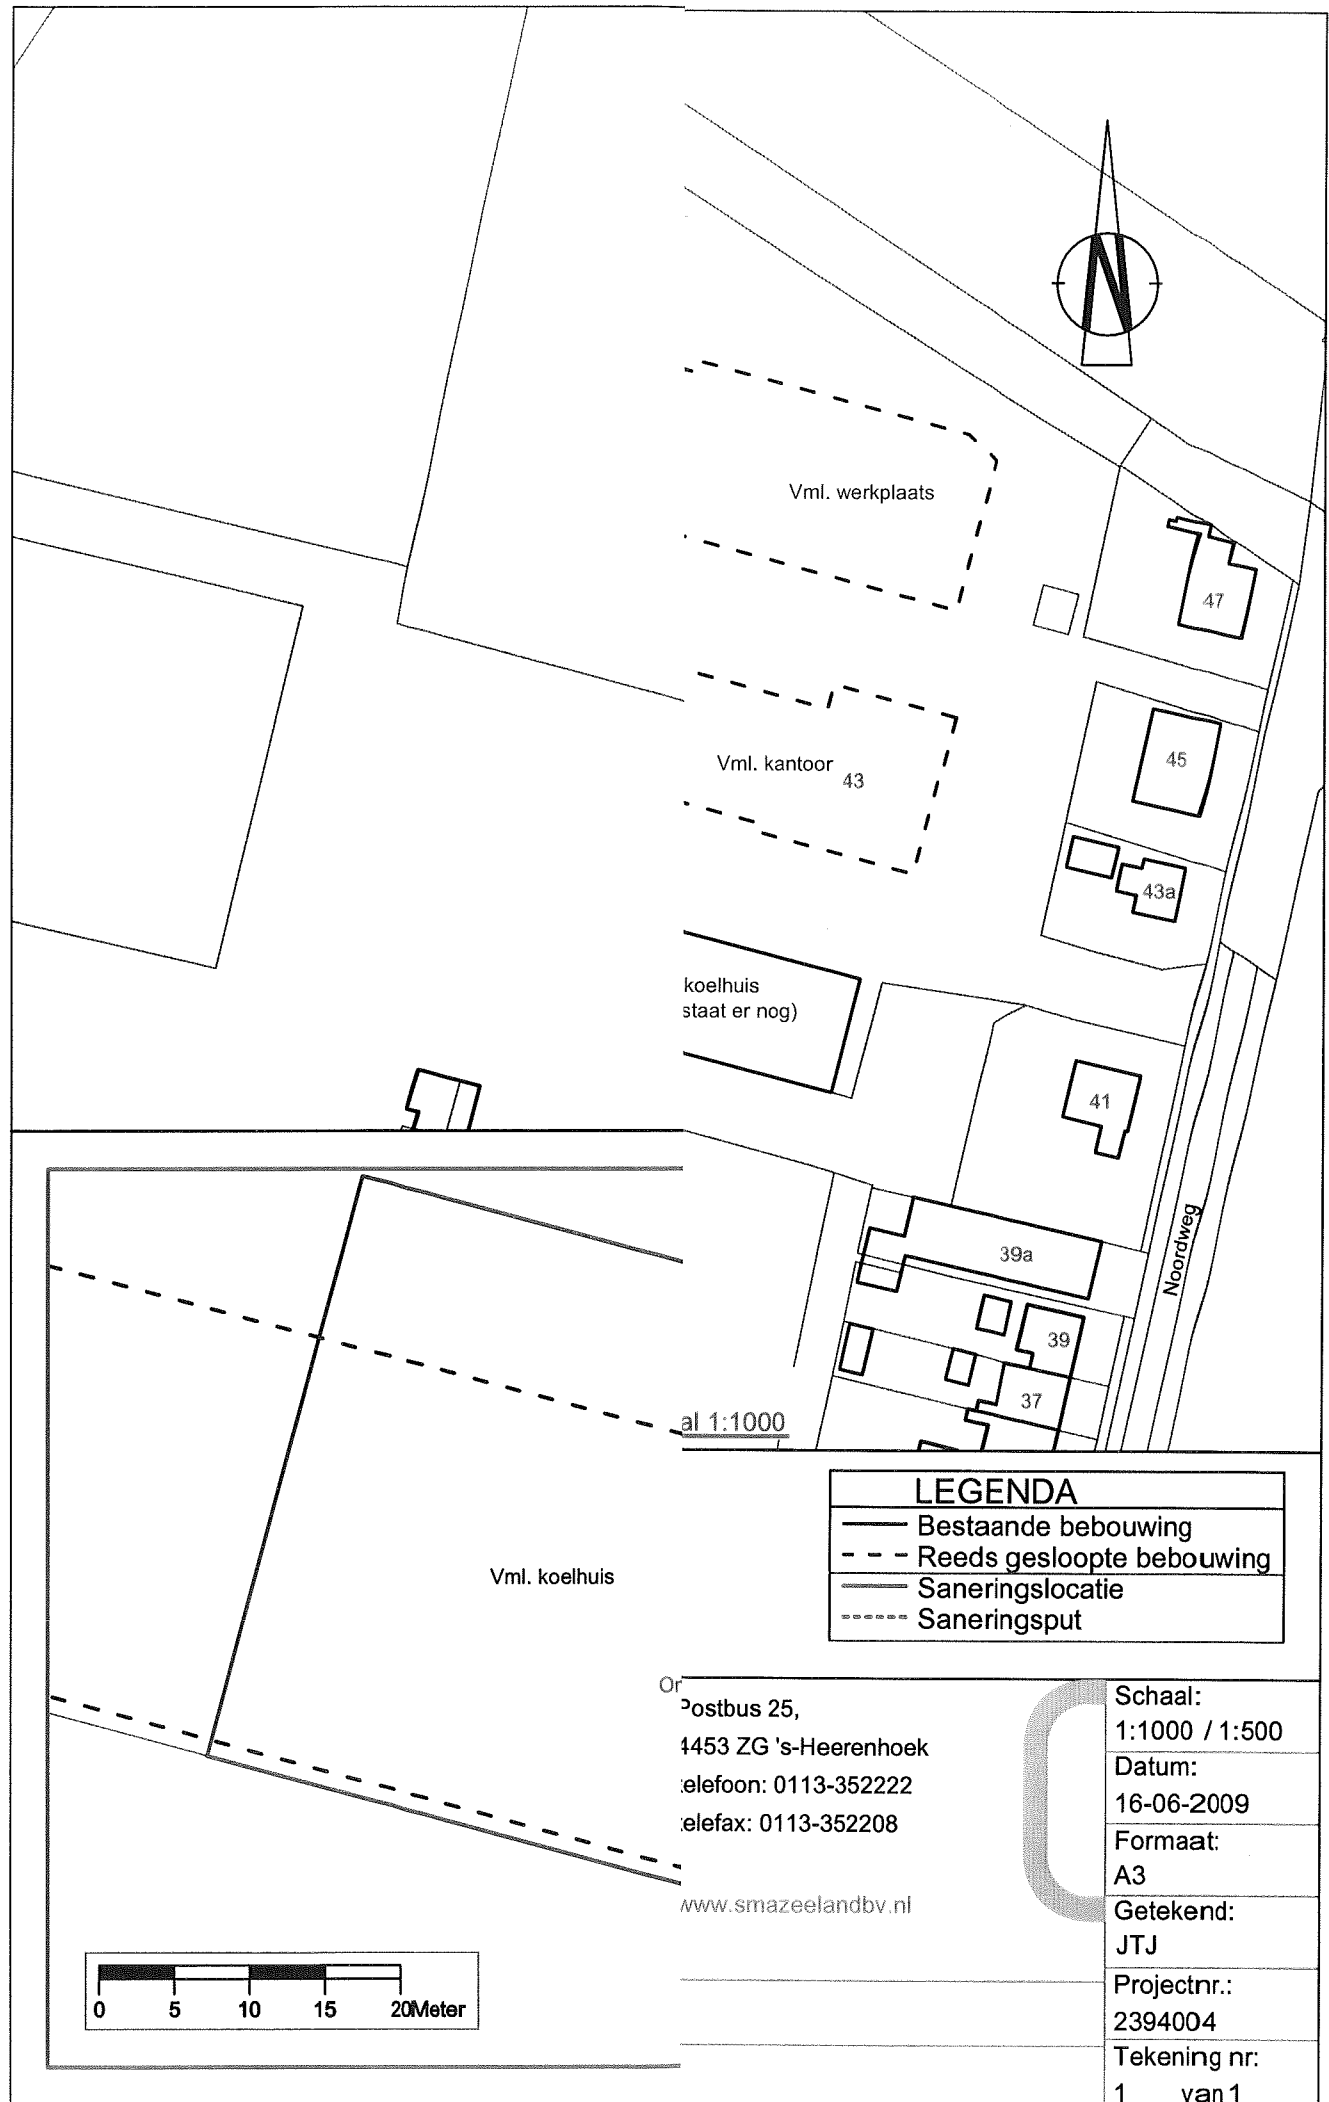 N
Vml. werkplaats
47
Vml. kantoor
43
45
43a
koelhuis
staat er nog)
41
Noordweg
39a
39
37
al 1:1000
LEGENDA
Bestaande bebouwing
Reeds gesloopte bebouwing
Saneringslocatie
Saneringsput
Vml. koelhuis
0 5 10 15 20Meter
Or
Postbus 25,
4453 ZG 's-Heerenhoek
telefoon: 0113-352222
telefax: 0113-352208
www.smazeelandbv.nl
Schaal:
1:1000 / 1:500
Datum:
16-06-2009
Formaat:
A3
Getekend:
JTJ
Projectnr.:
2394004
Tekening nr:
1 van 1